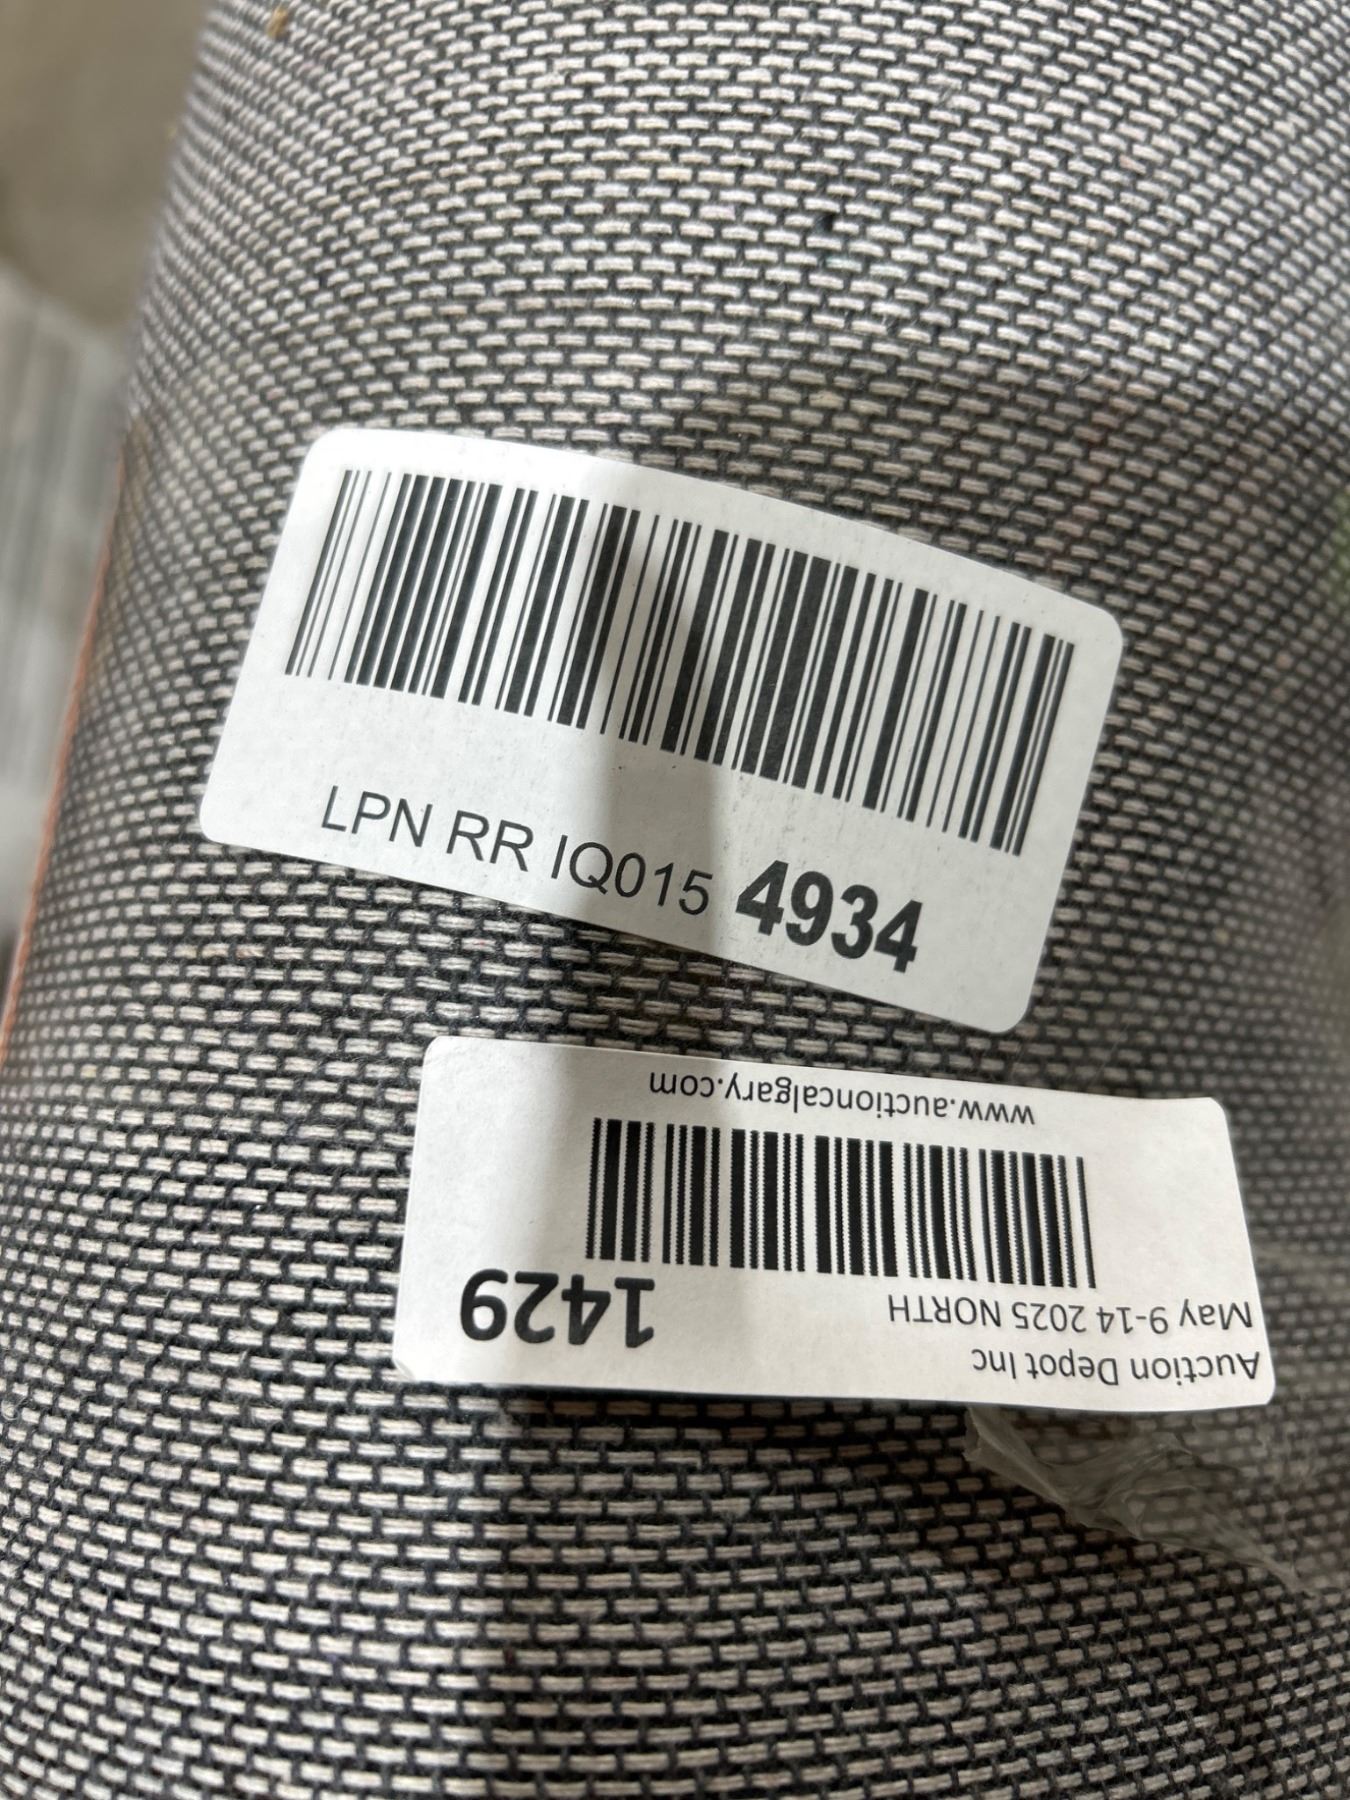 LPN RR IQ015 4934
Auction Depot Inc
May 9-14 2025 NORTH
1429
www.auctioncalgary.com